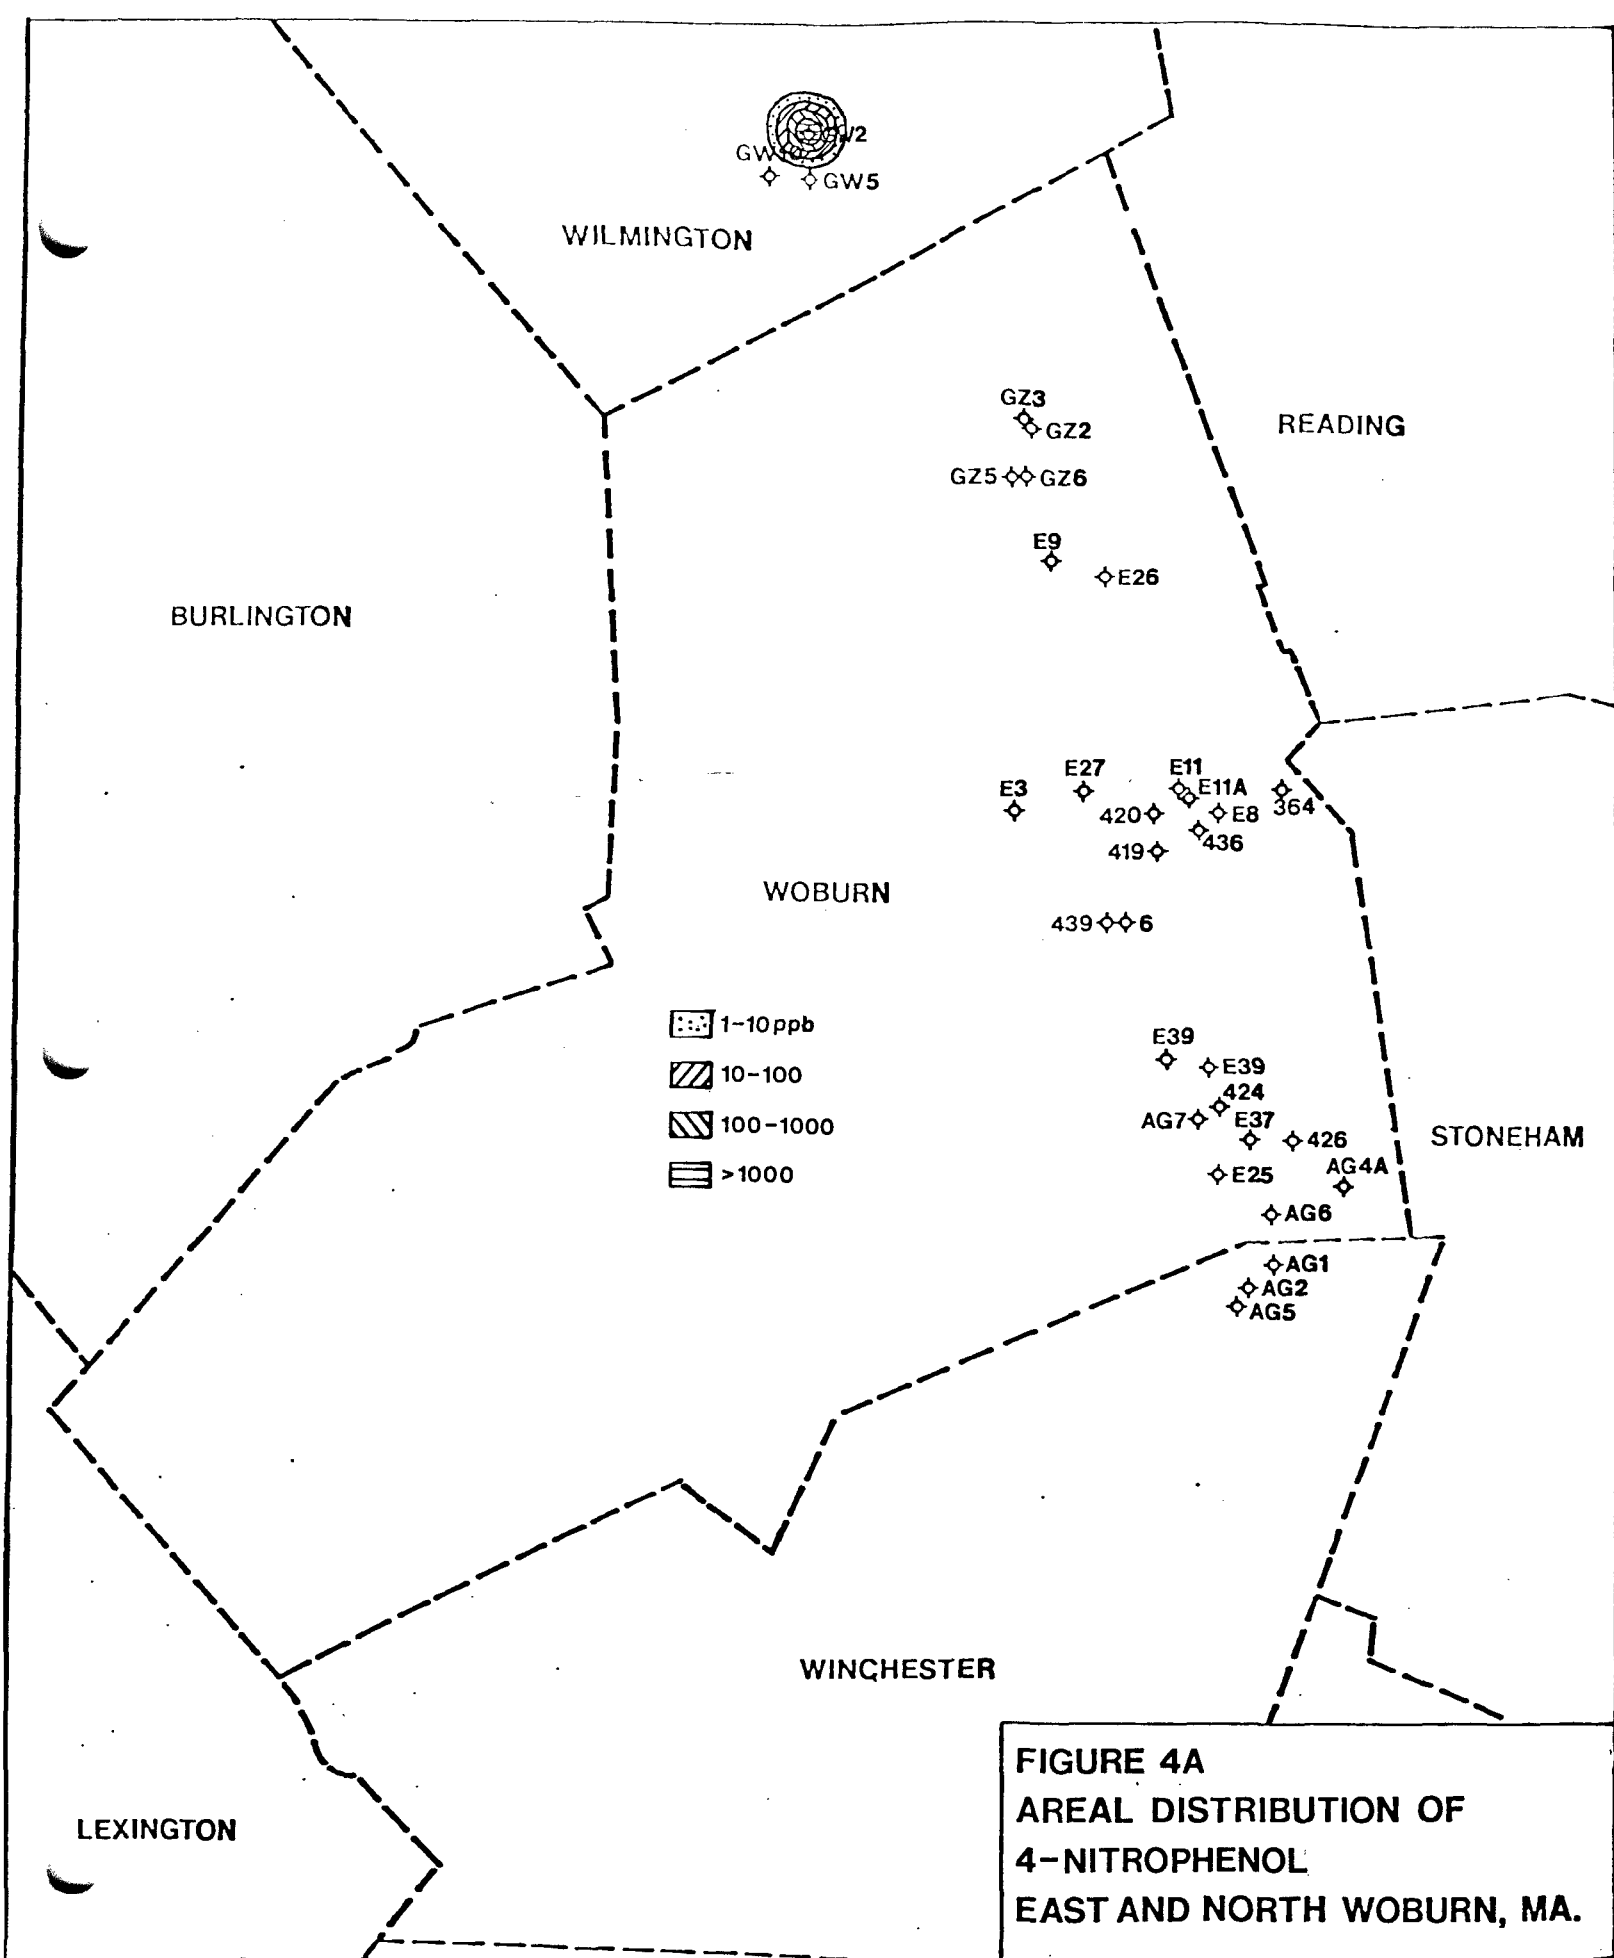 GW5
WILMINGTON
GZ3
GZ2
READING
GZ5
GZ6
E9
E26
BURLINGTON
E27
E11
E3
E11A
420
E8
364
436
419
WOBURN
439
6
1-10 ppb
E39
E39
10-100
424
AG7
E37
100-1000
426
STONEHAM
AG4A
>1000
E25
AG6
AG1
AG2
AG5
WINCHESTER
FIGURE 4A
AREAL DISTRIBUTION OF
LEXINGTON
4-NITROPHENOL
EAST AND NORTH WOBURN, MA.